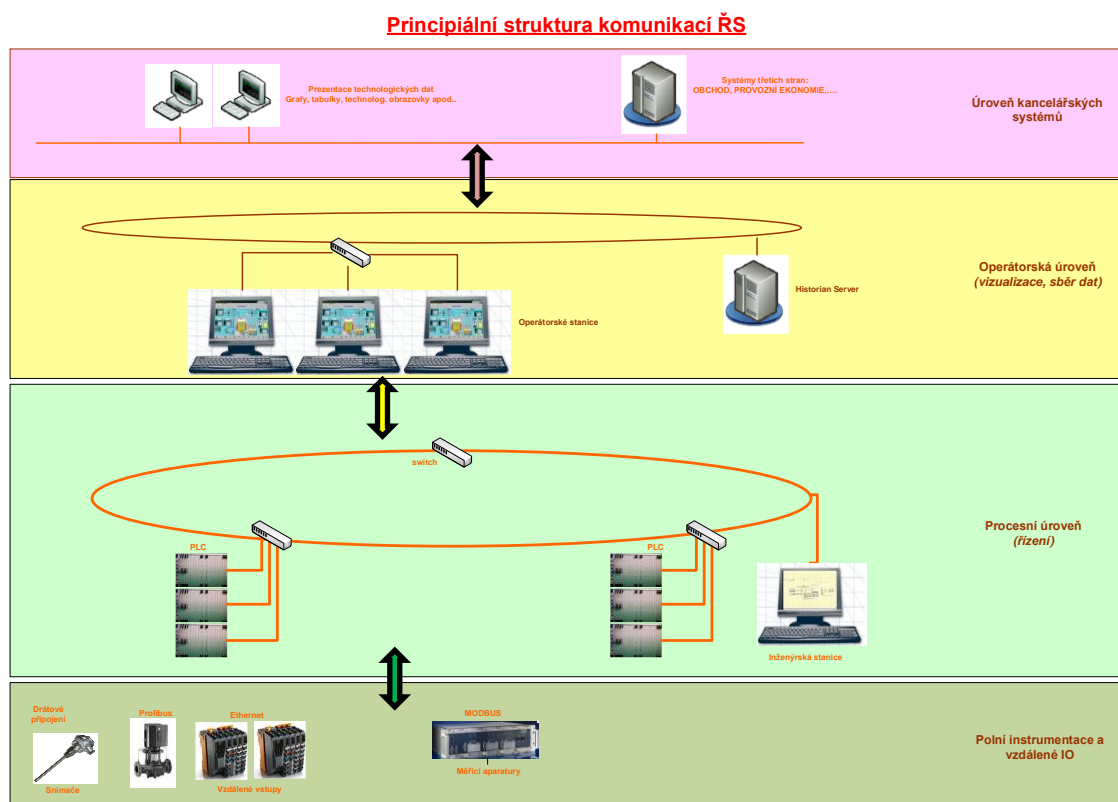 Principiální struktura komunikací ŘS
Prezentace technologických dat
Grafy, tabulky, technolog. obrazovky apod..
Systémy třetich stran:
OBCHOD, PROVOZNÍ EKONOMIE,....
Úroveň kancelářských
systémů
Operátorské stanice
Historian Server
Operátorská úroveň
(vizualizace, sběr dat)
switch
PLC
PLC
Inženýrská stanice
Procesní úroveň
(řízení)
Drátové
připojení
Snímače
Profibus
Ethernet
Vzdálené vstupy
MODBUS
Měřící aparatury
Polní instrumentace a
vzdálené IO